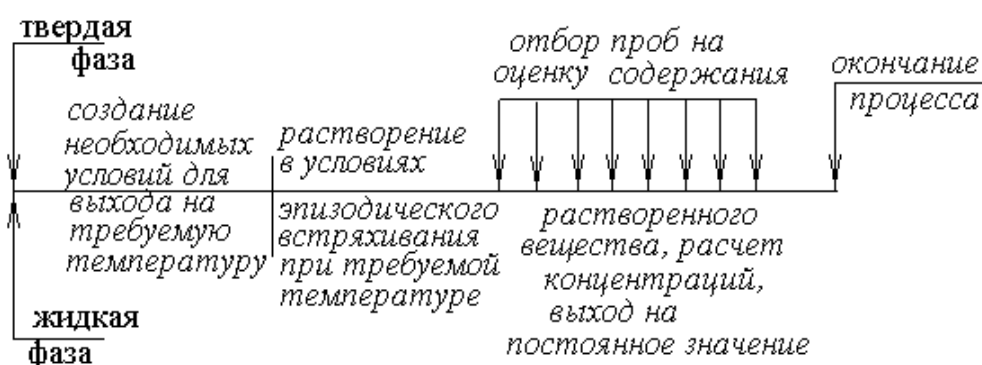 твердая
фаза
создание
необходимых
условий для
выхода на
требуемую
температуру
жидкая
фаза
растворение
в условиях
эпизодического
встряхивания
при требуемой
температуре
отбор проб на
оценку содержания
растворенного
вещества, расчет
концентраций,
выход на
постоянное значение
окончание
процесса